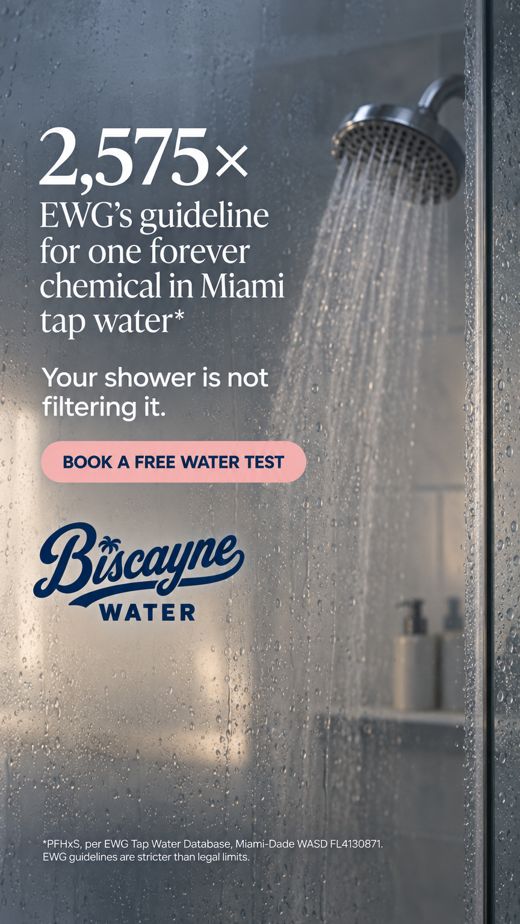 2,575×
EWG's guideline
for one forever
chemical in Miami
tap water*
Your shower is not
filtering it.
BOOK A FREE WATER TEST
Biscayne
WATER
*PFHxS, per EWG Tap Water Database, Miami-Dade WASD FL4130871.
EWG guidelines are stricter than legal limits.